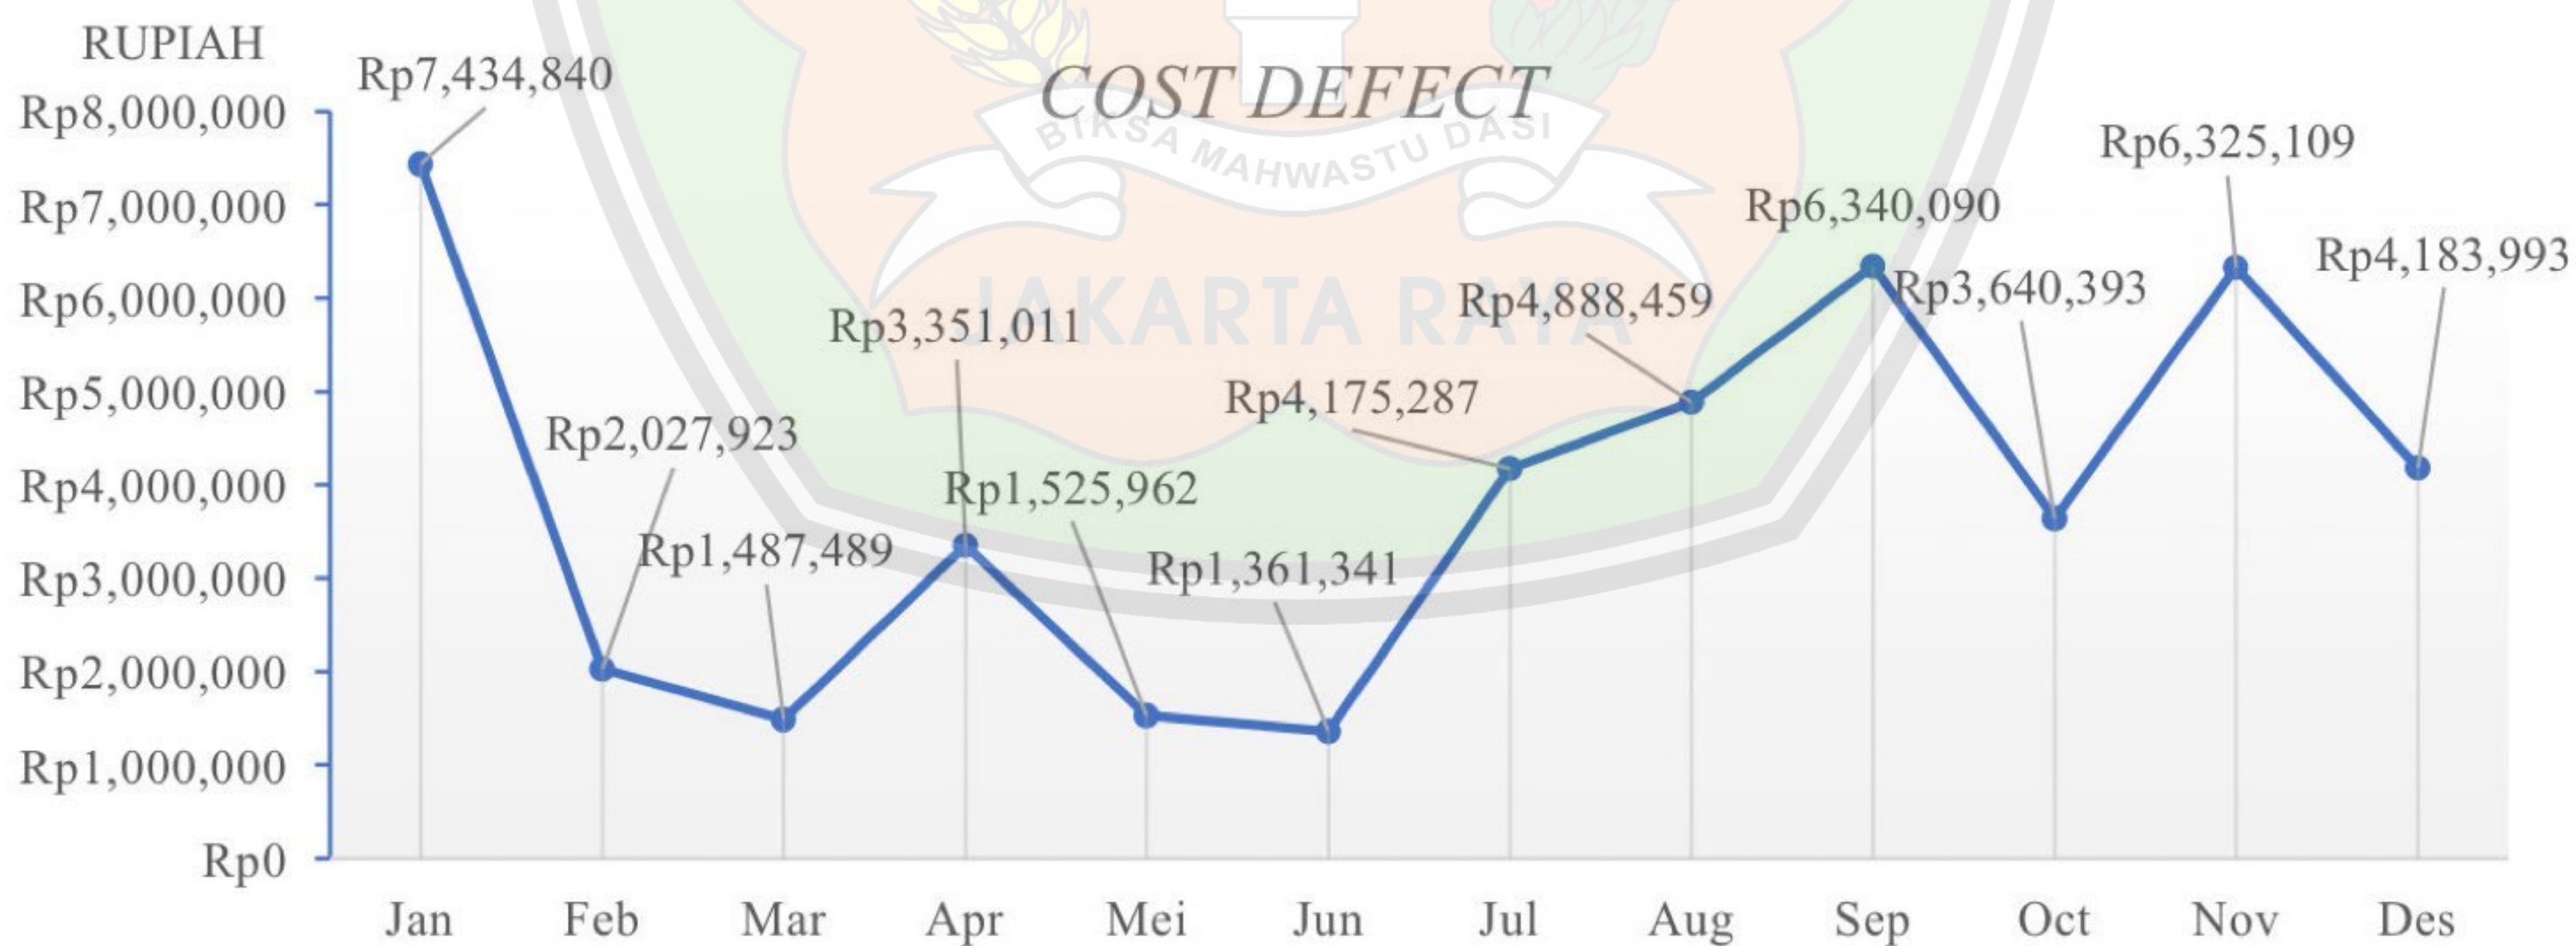 RUPIAH
COST DEFECT
Rp8,000,000
Rp7,000,000
Rp6,000,000
Rp5,000,000
Rp4,000,000
Rp3,000,000
Rp2,000,000
Rp1,000,000
Rp0
Rp7,434,840
Rp2,027,923
Rp1,487,489
Rp3,351,011
Rp1,525,962
Rp1,361,341
Rp4,175,287
Rp4,888,459
Rp6,340,090
Rp3,640,393
Rp6,325,109
Rp4,183,993
Jan Feb Mar Apr Mei Jun Jul Aug Sep Oct Nov Des
BIKSA MAHWASTU DASI
JAKARTA RAYA